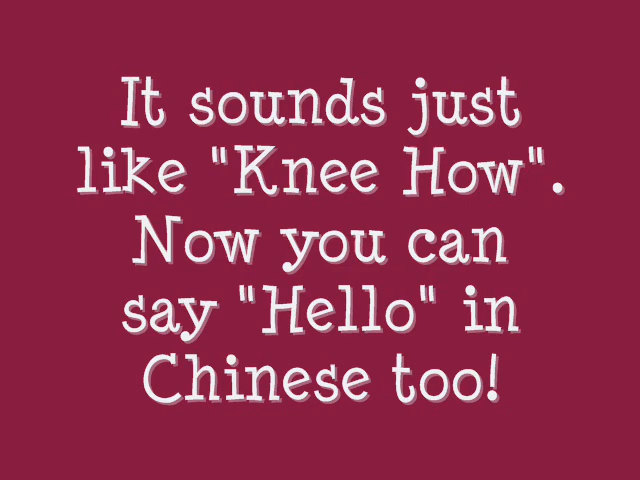 It sounds just
like "Knee How".
Now you can
say "Hello" in
Chinese too!